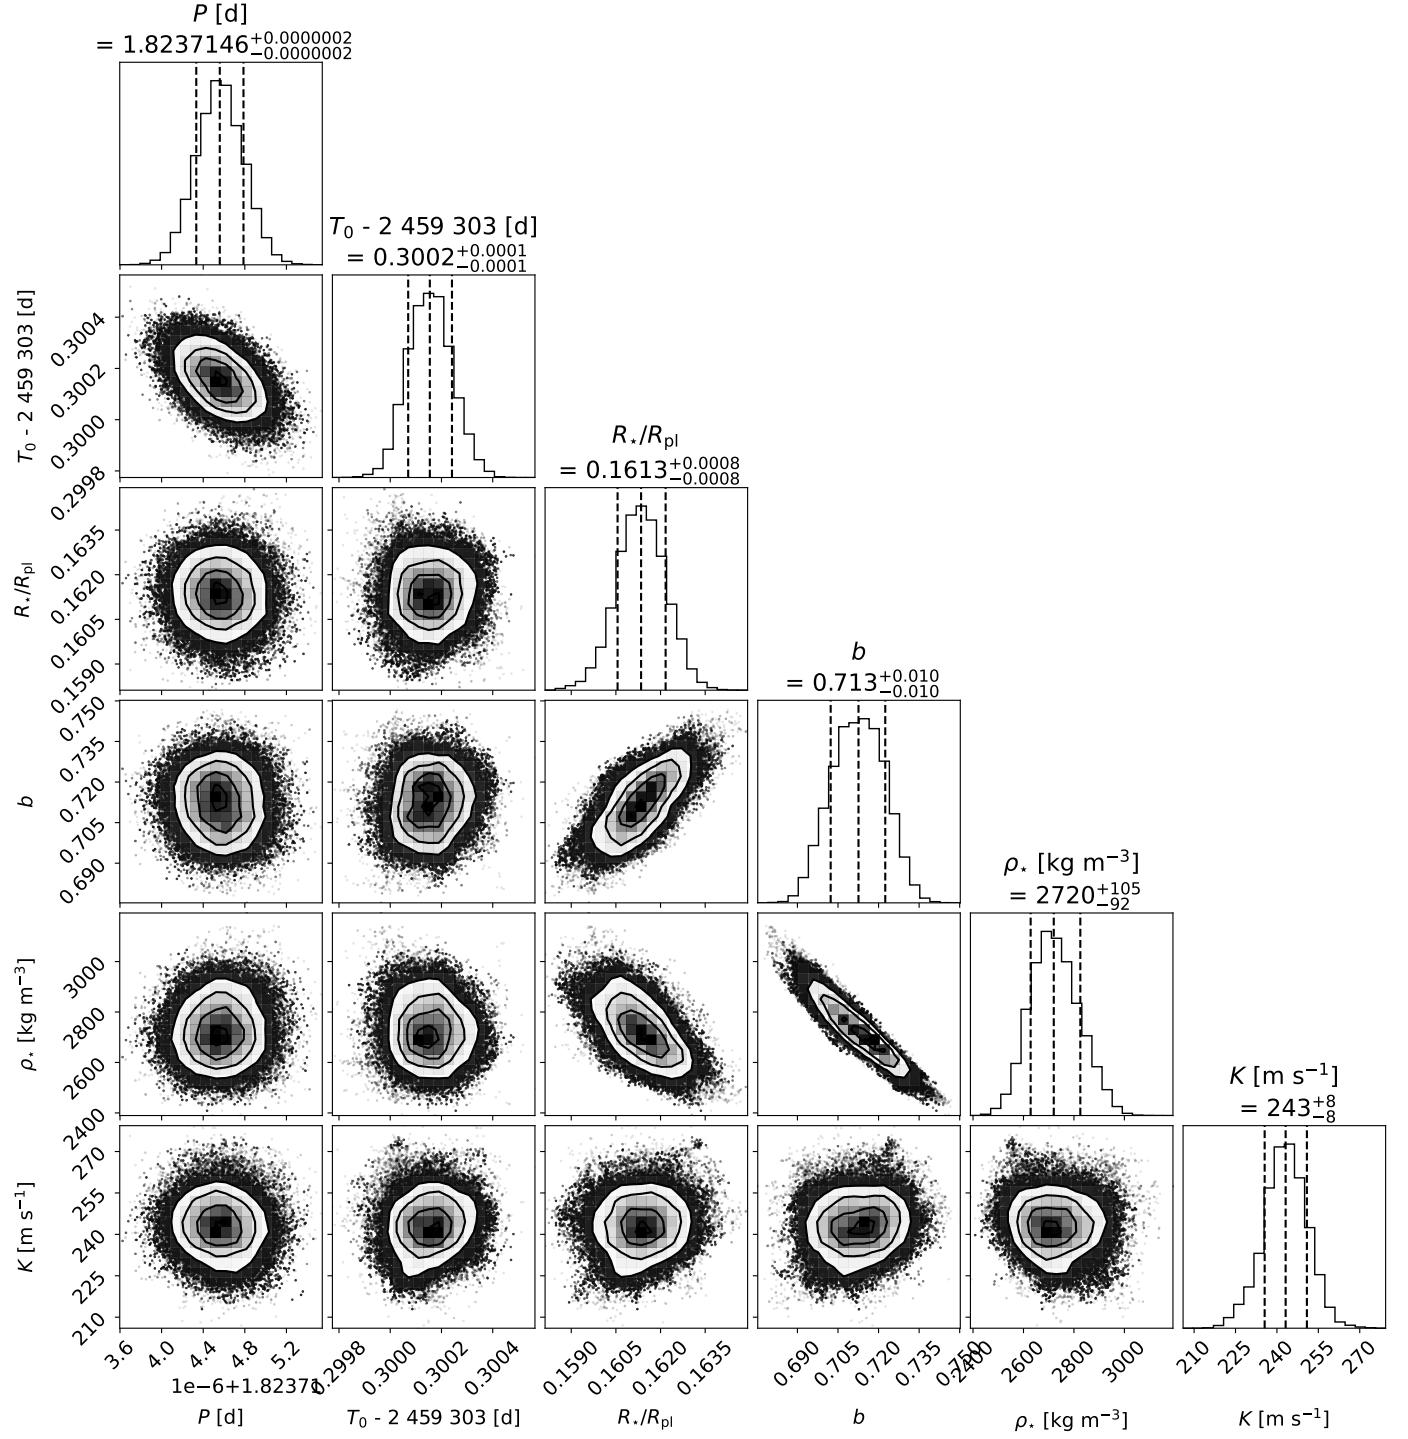 P [d]
= 1.8237146+0.0000002
−0.0000002
T₀ - 2 459 303 [d]
= 0.3002+0.0001
−0.0001
T₀ - 2 459 303 [d]
0.3004
0.3002
0.3000
0.2998
R⋆/Rpl
= 0.1613+0.0008
−0.0008
R⋆/Rpl
0.1635
0.1620
0.1605
0.1590
b
= 0.713+0.010
−0.010
b
0.750
0.735
0.720
0.705
0.690
ρ⋆ [kg m−3]
= 2720+105
−92
ρ⋆ [kg m−3]
3000
2800
2600
2400
K [m s−1]
= 243+8
−8
K [m s−1]
270
255
240
225
210
3.6 4.0 4.4 4.8 5.2 0.2998 0.3000 0.3002 0.3004 0.1590 0.1605 0.1620 0.1635 0.690 0.705 0.720 0.735 0.750 2400 2600 2800 3000 210 225 240 255 270
1e−6+1.82371
P [d] T₀ - 2 459 303 [d] R⋆/Rpl b ρ⋆ [kg m−3] K [m s−1]